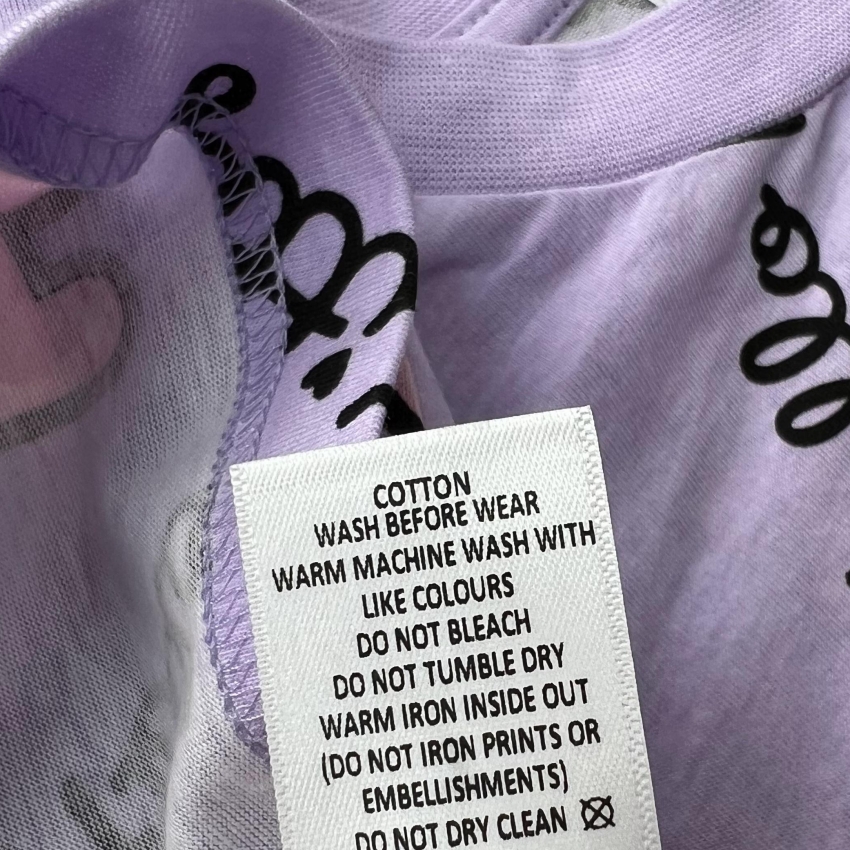 COTTON
WASH BEFORE WEAR
WARM MACHINE WASH WITH
LIKE COLOURS
DO NOT BLEACH
DO NOT TUMBLE DRY
WARM IRON INSIDE OUT
(DO NOT IRON PRINTS OR
EMBELLISHMENTS)
DO NOT DRY CLEAN